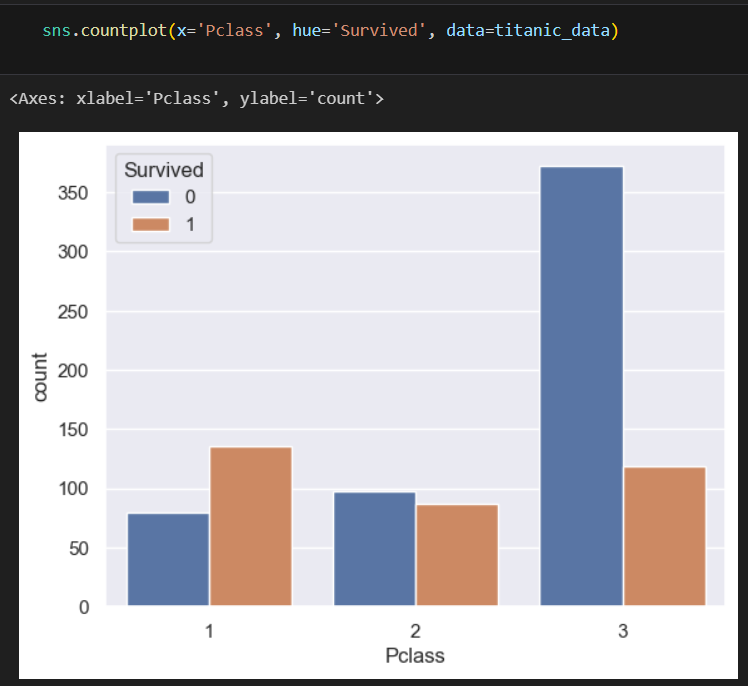 sns.countplot(x='Pclass', hue='Survived', data=titanic_data)
<Axes: xlabel='Pclass', ylabel='count'>
Survived
0
1
350
300
250
200
150
100
50
0
count
1 2 3
Pclass